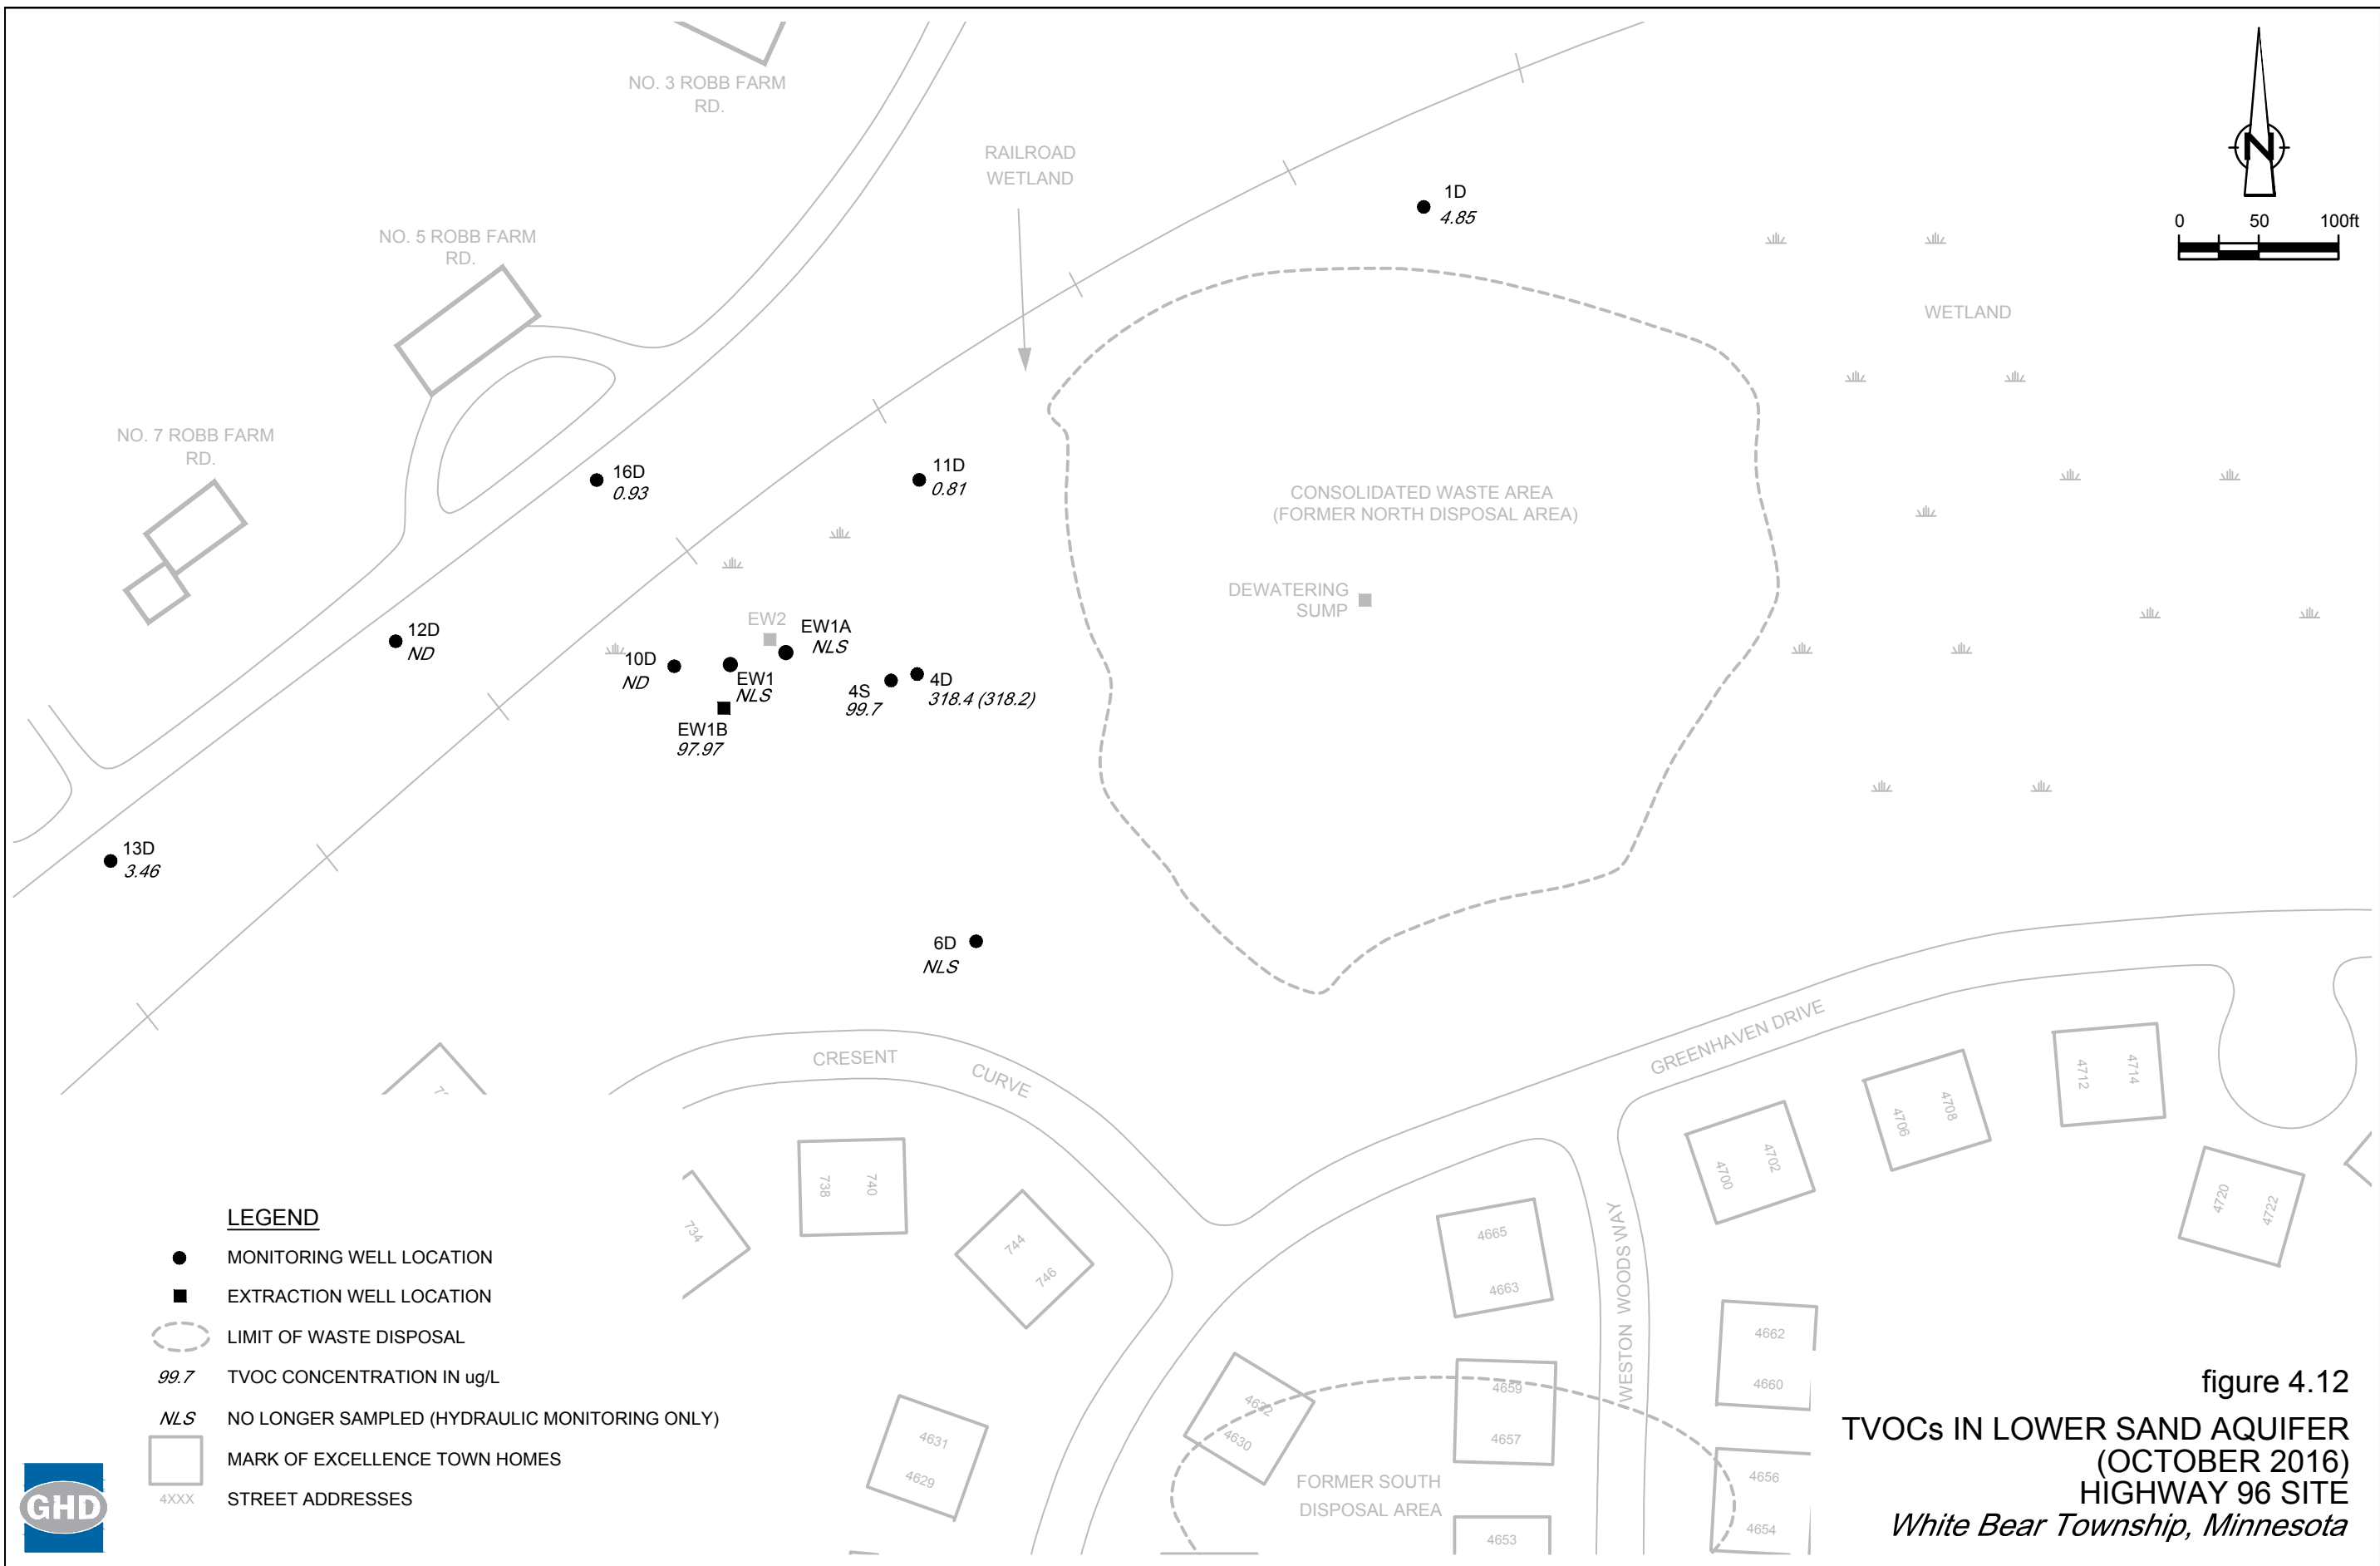 NO. 3 ROBB FARM
RD.
RAILROAD
WETLAND
1D
4.85
N
0 50 100ft
NO. 5 ROBB FARM
RD.
WETLAND
NO. 7 ROBB FARM
RD.
16D
0.93
11D
0.81
CONSOLIDATED WASTE AREA
(FORMER NORTH DISPOSAL AREA)
DEWATERING
SUMP
12D
ND
EW2
EW1A
NLS
10D
ND
EW1
NLS
4S
99.7
4D
318.4 (318.2)
EW1B
97.97
13D
3.46
6D
NLS
CRESENT CURVE
GREENHAVEN DRIVE
WESTON WOODS WAY
734
738
740
744
746
4700
4702
4706
4708
4712
4714
4720
4722
4665
4663
4662
4660
4659
4657
4656
4654
4653
4632
4630
4631
4629
FORMER SOUTH
DISPOSAL AREA
LEGEND
MONITORING WELL LOCATION
EXTRACTION WELL LOCATION
LIMIT OF WASTE DISPOSAL
99.7 TVOC CONCENTRATION IN ug/L
NLS NO LONGER SAMPLED (HYDRAULIC MONITORING ONLY)
MARK OF EXCELLENCE TOWN HOMES
4XXX STREET ADDRESSES
GHD
figure 4.12
TVOCs IN LOWER SAND AQUIFER
(OCTOBER 2016)
HIGHWAY 96 SITE
White Bear Township, Minnesota